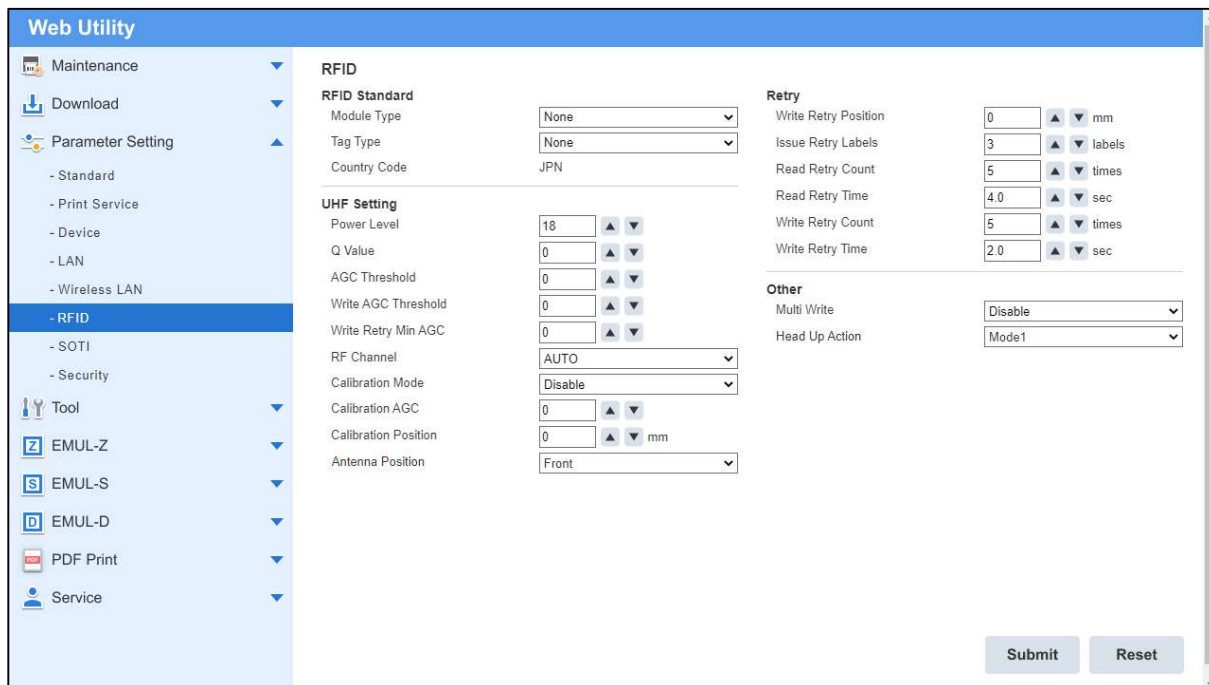 Web Utility
Maintenance
Download
Parameter Setting
- Standard
- Print Service
- Device
- LAN
- Wireless LAN
- RFID
- SOTI
- Security
Tool
Z EMUL-Z
S EMUL-S
D EMUL-D
PDF PDF Print
Service
RFID
RFID Standard
Module Type None
Tag Type None
Country Code JPN
UHF Setting
Power Level 18
Q Value 0
AGC Threshold 0
Write AGC Threshold 0
Write Retry Min AGC 0
RF Channel AUTO
Calibration Mode Disable
Calibration AGC 0
Calibration Position 0 mm
Antenna Position Front
Retry
Write Retry Position 0 mm
Issue Retry Labels 3 labels
Read Retry Count 5 times
Read Retry Time 4.0 sec
Write Retry Count 5 times
Write Retry Time 2.0 sec
Other
Multi Write Disable
Head Up Action Mode1
Submit Reset